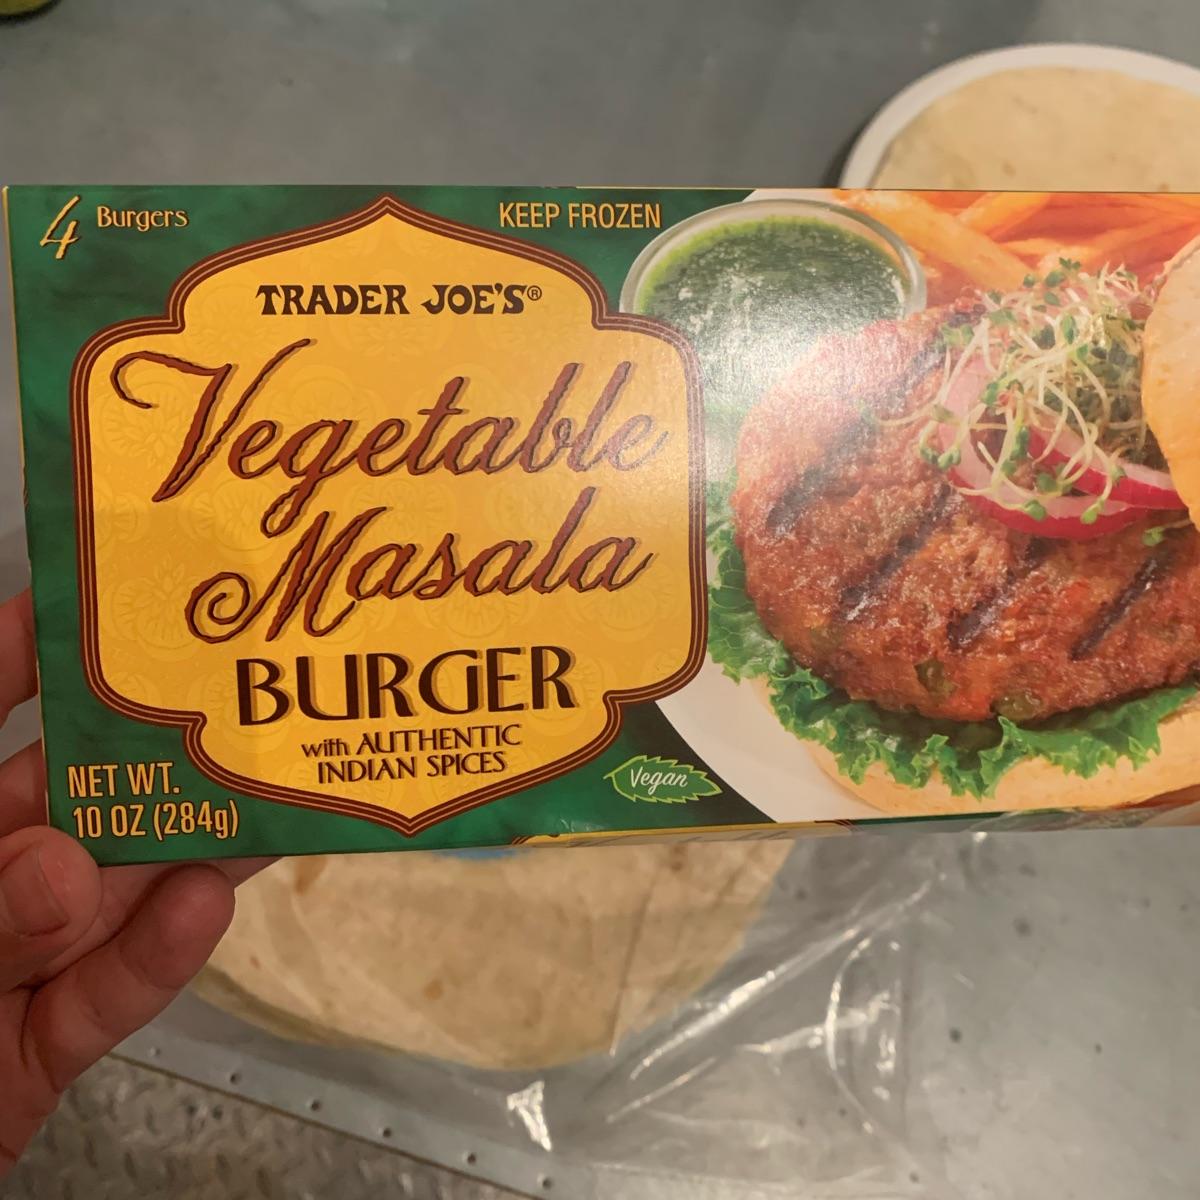 4 Burgers
KEEP FROZEN
TRADER JOE'S®
Vegetable
Masala
BURGER
with AUTHENTIC
INDIAN SPICES
Vegan
NET WT.
10 OZ (284g)